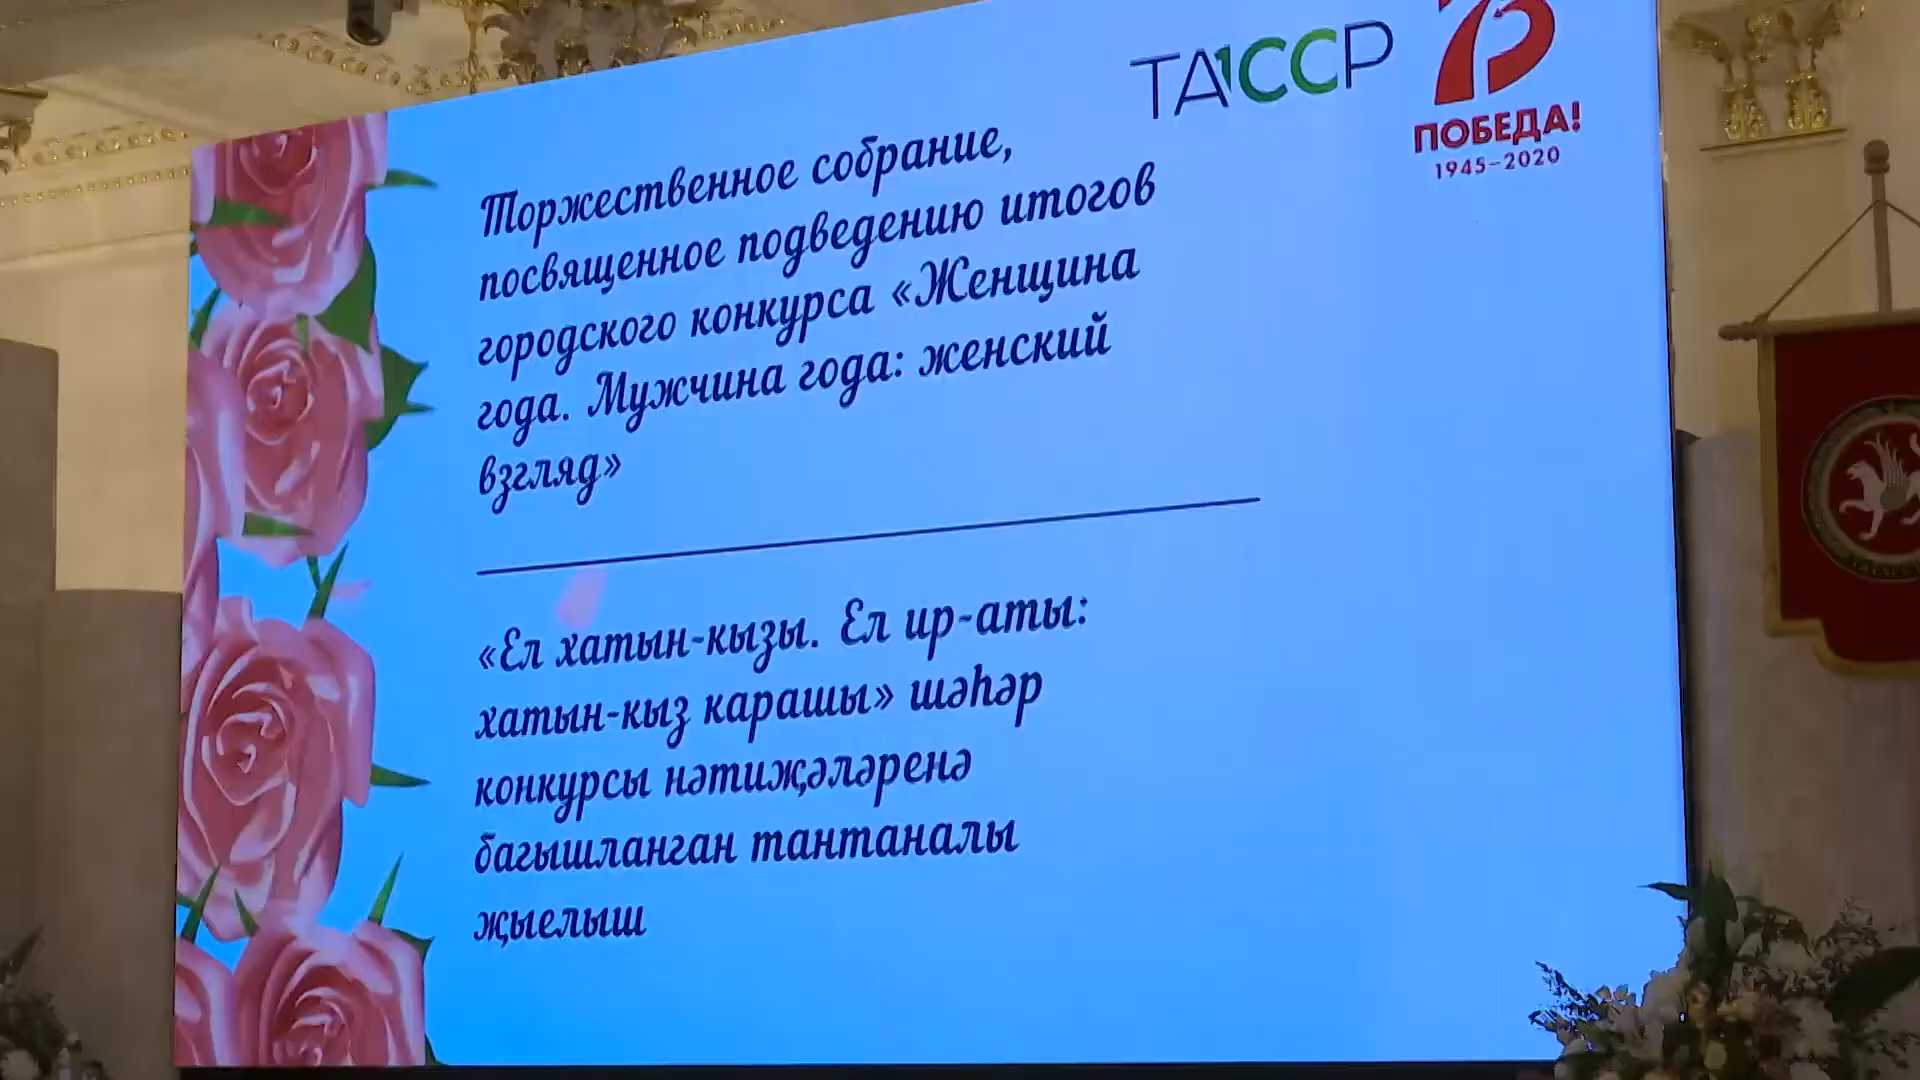 ТА1ССР
75
ПОБЕДА!
1945–2020
Торжественное собрание,
посвященное подведению итогов
городского конкурса «Женщина
года. Мужчина года: женский
взгляд»
«Ел хатын-кызы. Ел ир-аты:
хатын-кыз карашы» шәһәр
конкурсы нәтиҗәләренә
багышланган тантаналы
җыелыш